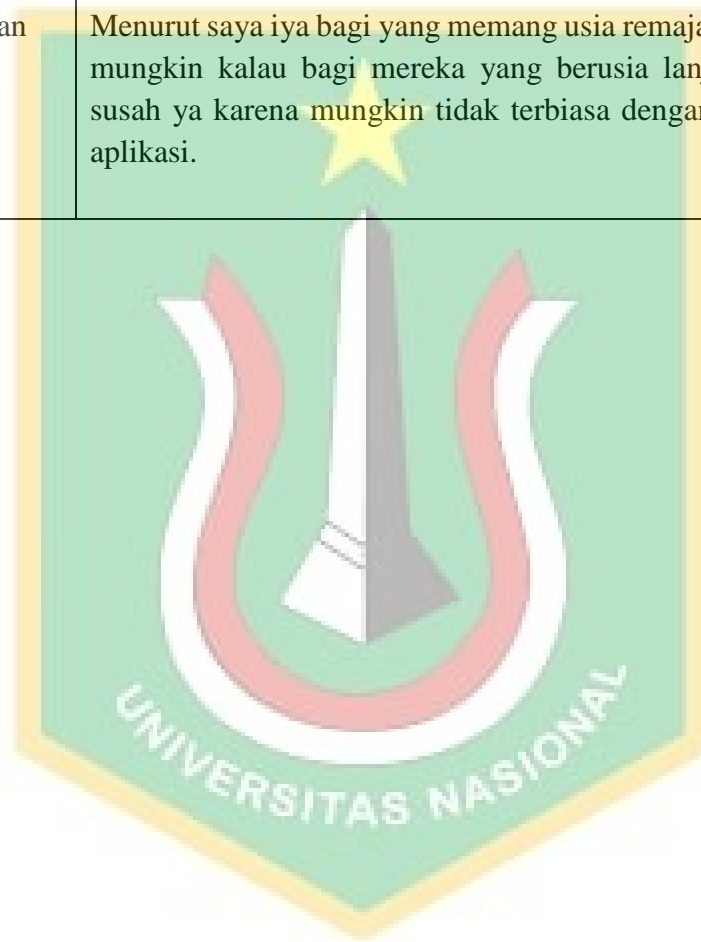 an
Menurut saya iya bagi yang memang usia remaja
mungkin kalau bagi mereka yang berusia lan
susah ya karena mungkin tidak terbiasa dengan
aplikasi.
UNIVERSITAS NASIONAL